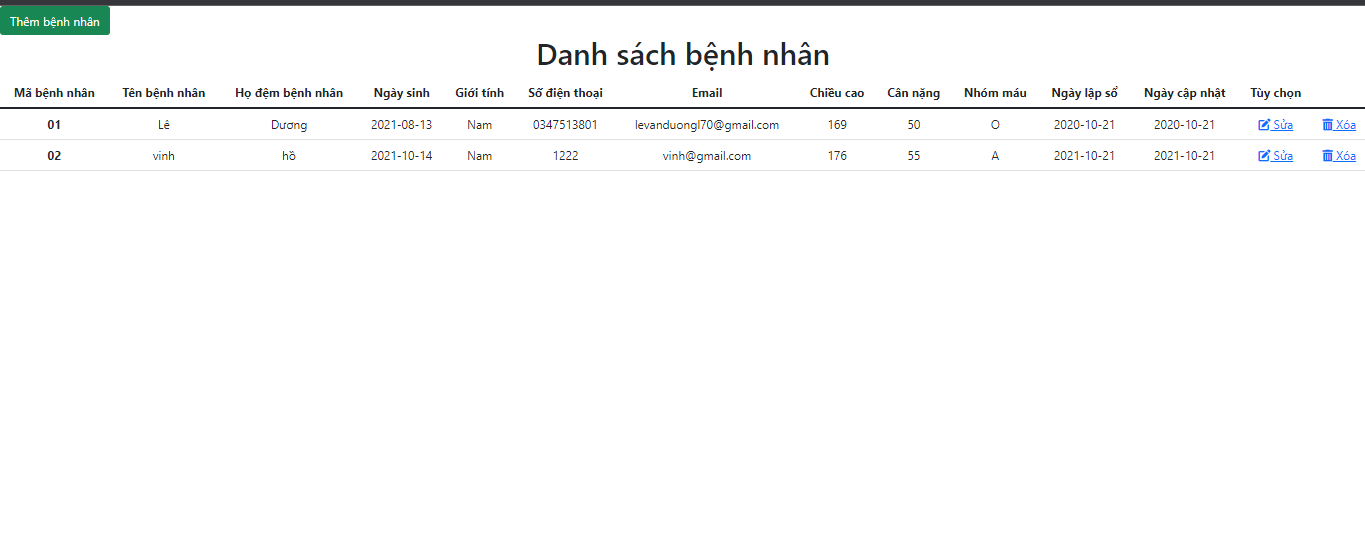 Thêm bệnh nhân
Danh sách bệnh nhân
Mã bệnh nhân Tên bệnh nhân Họ đệm bệnh nhân Ngày sinh Giới tính Số điện thoại Email Chiều cao Cân nặng Nhóm máu Ngày lập sổ Ngày cập nhật Tùy chọn
01 Lê Dương 2021-08-13 Nam 0347513801 levanduongl70@gmail.com 169 50 O 2020-10-21 2020-10-21 Sửa Xóa
02 vinh hồ 2021-10-14 Nam 1222 vinh@gmail.com 176 55 A 2021-10-21 2021-10-21 Sửa Xóa